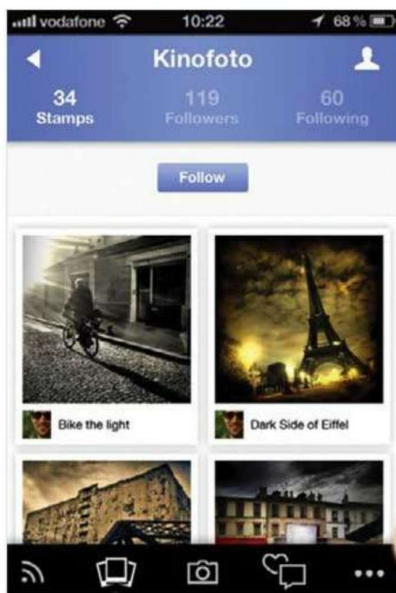 vodafone 10:22 68 %
Kinofoto
34 119 60
Stamps Followers Following
Follow
Bike the light Dark Side of Eiffel